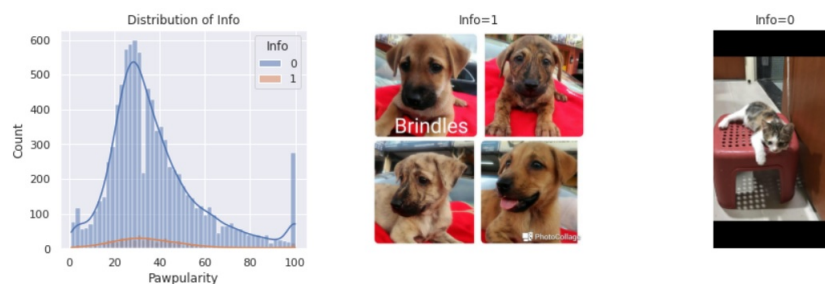 Distribution of Info
Count
600
500
400
300
200
100
0
0
20
40
60
80
100
Pawpularity
Info
0
1
Info=1
Brindles
PhotoCollage
Info=0